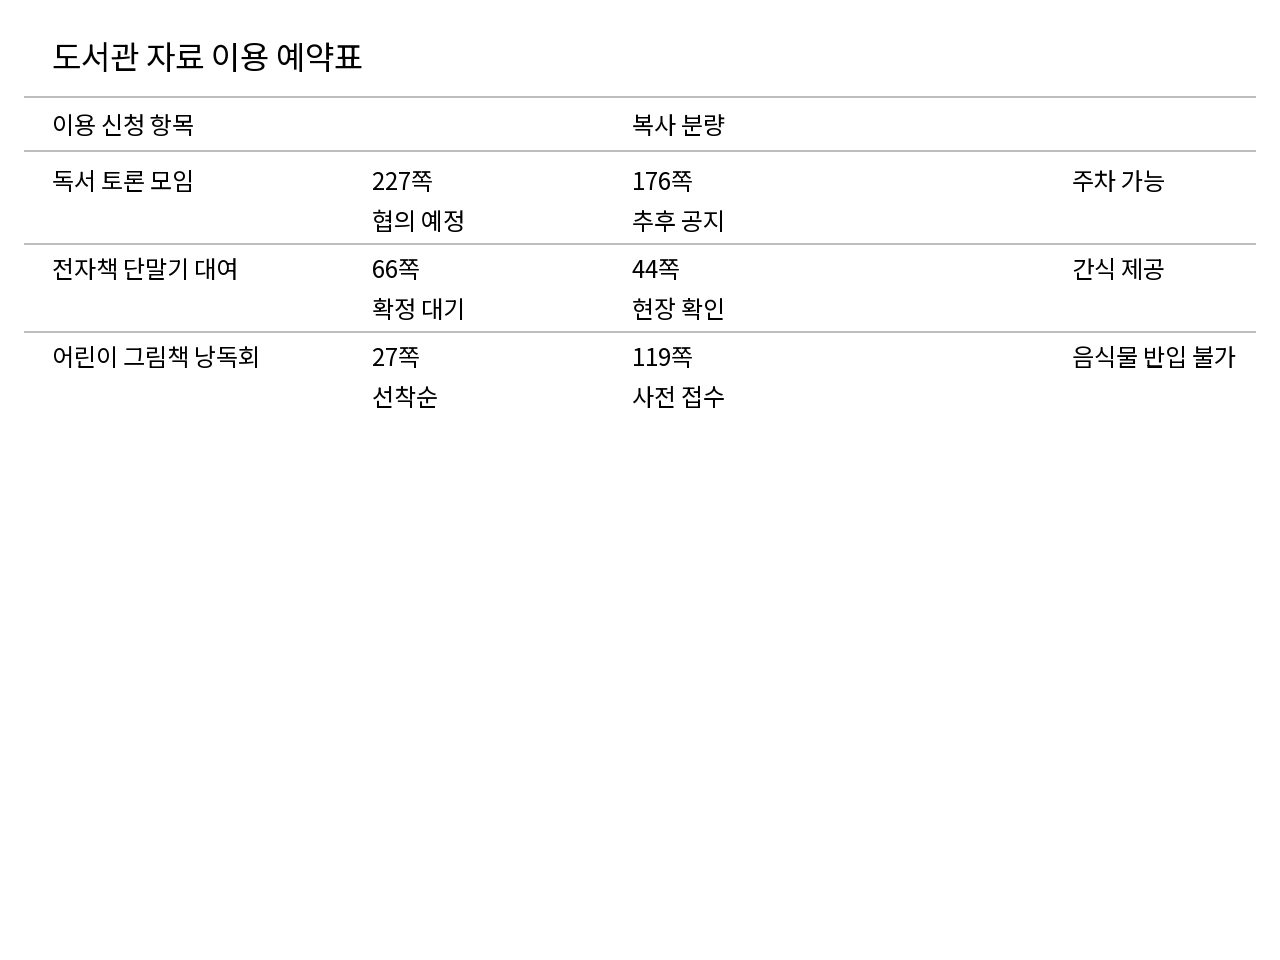 도서관 자료 이용 예약표
이용 신청 항목 복사 분량
독서 토론 모임 227쪽 176쪽 주차 가능
협의 예정 추후 공지
전자책 단말기 대여 66쪽 44쪽 간식 제공
확정 대기 현장 확인
어린이 그림책 낭독회 27쪽 119쪽 음식물 반입 불가
선착순 사전 접수